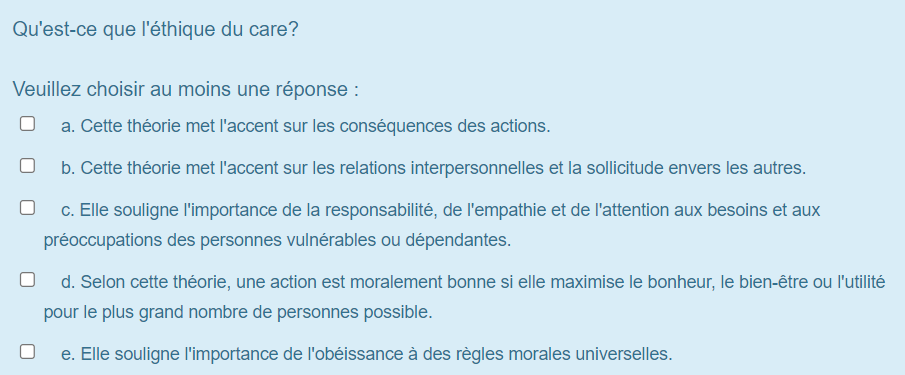 Qu'est-ce que l'éthique du care?
Veuillez choisir au moins une réponse :
a. Cette théorie met l'accent sur les conséquences des actions.
b. Cette théorie met l'accent sur les relations interpersonnelles et la sollicitude envers les autres.
c. Elle souligne l'importance de la responsabilité, de l'empathie et de l'attention aux besoins et aux
préoccupations des personnes vulnérables ou dépendantes.
d. Selon cette théorie, une action est moralement bonne si elle maximise le bonheur, le bien-être ou l'utilité
pour le plus grand nombre de personnes possible.
e. Elle souligne l'importance de l'obéissance à des règles morales universelles.